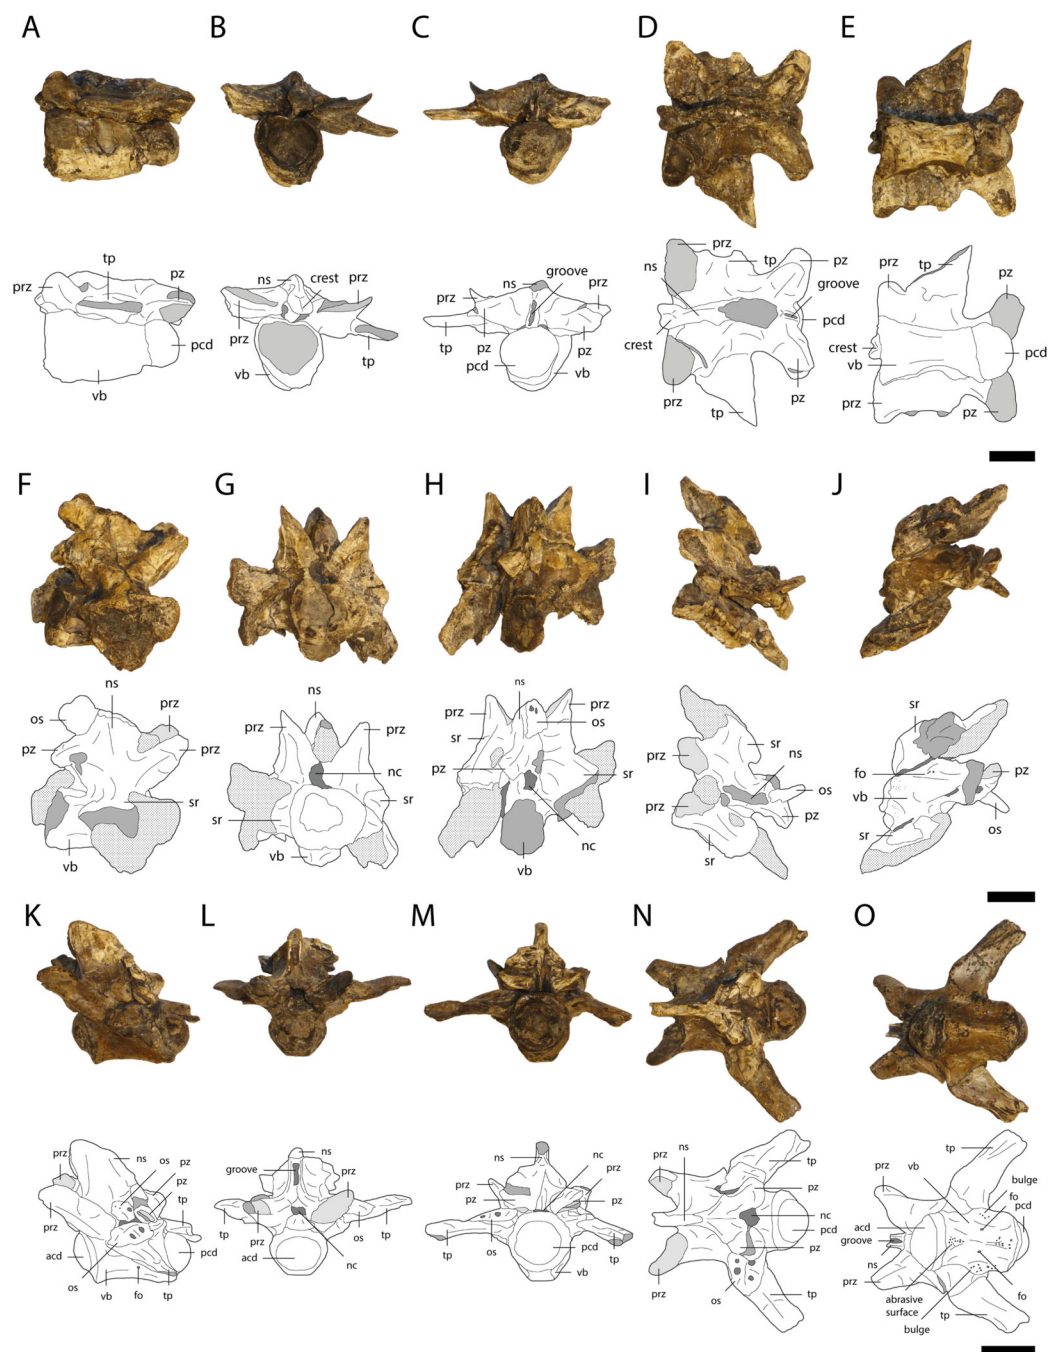 A B C D E
tp
prz
pz
pcd
vb
ns
crest
prz
prz
vb
tp
groove
ns
prz
prz
tp
pz
pcd
pz
vb
prz
tp
pz
ns
groove
pcd
crest
prz
tp
pz
prz
tp
pz
crest
vb
pcd
prz
pz
F G H I J
ns
os
prz
pz
prz
sr
vb
ns
prz
prz
nc
sr
sr
vb
ns
prz
prz
os
sr
pz
sr
nc
vb
prz
sr
ns
prz
os
pz
sr
sr
fo
pz
vb
os
sr
K L M N O
prz
ns
os
pz
tp
prz
acd
pcd
os
vb
fo
tp
ns
groove
prz
tp
prz
os
tp
acd
nc
ns
nc
prz
pz
pz
tp
os
pcd
tp
vb
prz
ns
tp
pz
nc
pcd
pz
prz
os
tp
tp
vb
prz
bulge
fo
pcd
acd
groove
ns
prz
abrasive
surface
fo
tp
bulge